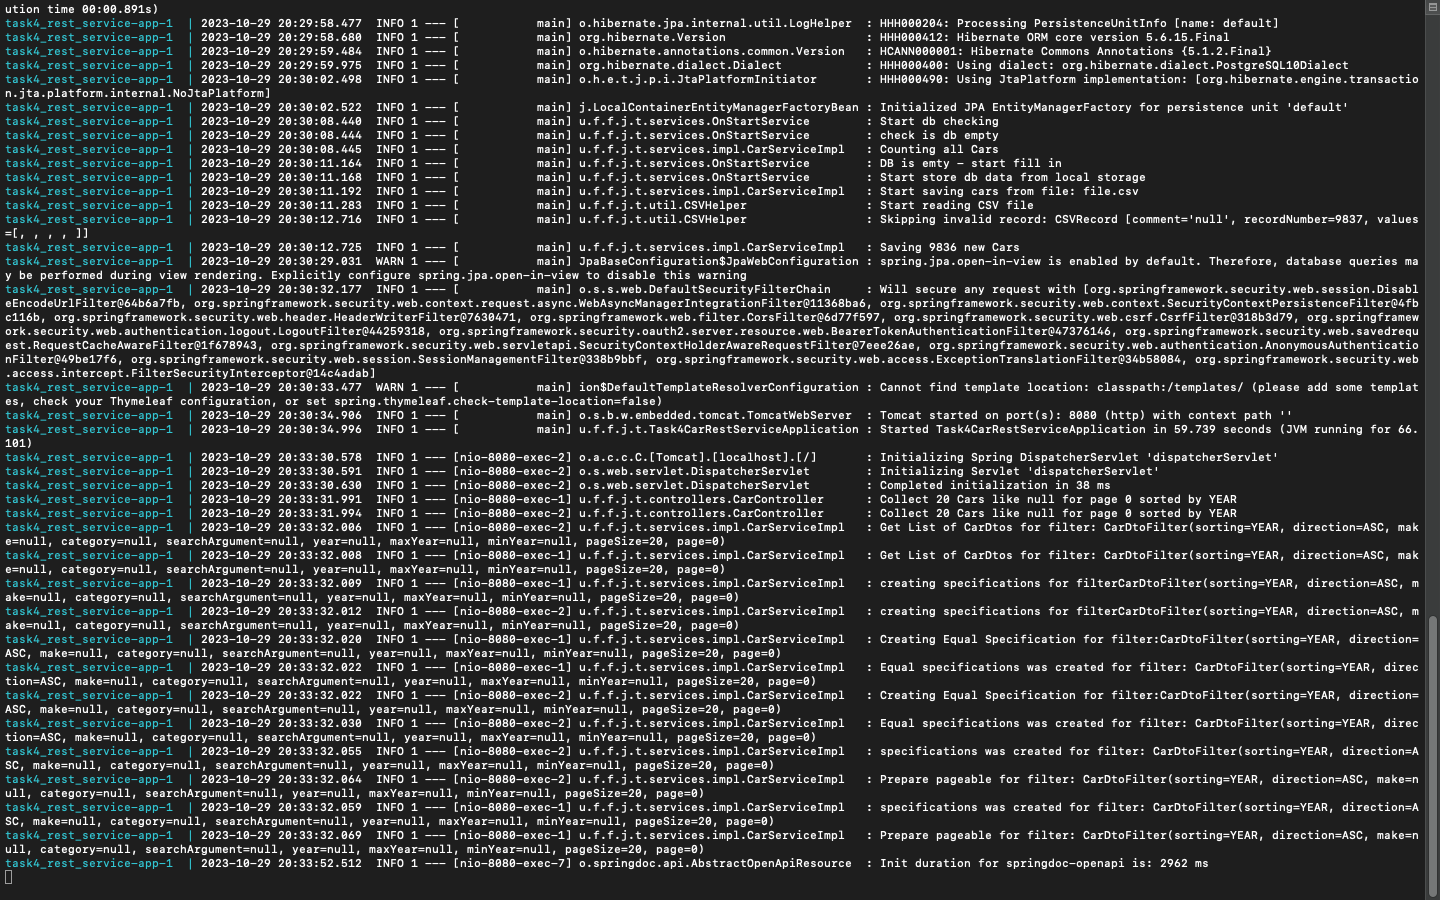 ution time 00:00.891s)
task4_rest_service-app-1  | 2023-10-29 20:29:58.477  INFO 1 --- [           main] o.hibernate.jpa.internal.util.LogHelper  : HHH000204: Processing PersistenceUnitInfo [name: default]
task4_rest_service-app-1  | 2023-10-29 20:29:58.680  INFO 1 --- [           main] org.hibernate.Version                    : HHH000412: Hibernate ORM core version 5.6.15.Final
task4_rest_service-app-1  | 2023-10-29 20:29:59.484  INFO 1 --- [           main] o.hibernate.annotations.common.Version   : HCANN000001: Hibernate Commons Annotations {5.1.2.Final}
task4_rest_service-app-1  | 2023-10-29 20:29:59.975  INFO 1 --- [           main] org.hibernate.dialect.Dialect            : HHH000400: Using dialect: org.hibernate.dialect.PostgreSQL10Dialect
task4_rest_service-app-1  | 2023-10-29 20:30:02.498  INFO 1 --- [           main] o.h.e.t.j.p.i.JtaPlatformInitiator       : HHH000490: Using JtaPlatform implementation: [org.hibernate.engine.transactio
n.jta.platform.internal.NoJtaPlatform]
task4_rest_service-app-1  | 2023-10-29 20:30:02.522  INFO 1 --- [           main] j.LocalContainerEntityManagerFactoryBean : Initialized JPA EntityManagerFactory for persistence unit 'default'
task4_rest_service-app-1  | 2023-10-29 20:30:08.440  INFO 1 --- [           main] u.f.f.j.t.services.OnStartService        : Start db checking
task4_rest_service-app-1  | 2023-10-29 20:30:08.444  INFO 1 --- [           main] u.f.f.j.t.services.OnStartService        : check is db empty
task4_rest_service-app-1  | 2023-10-29 20:30:08.445  INFO 1 --- [           main] u.f.f.j.t.services.impl.CarServiceImpl   : Counting all Cars
task4_rest_service-app-1  | 2023-10-29 20:30:11.164  INFO 1 --- [           main] u.f.f.j.t.services.OnStartService        : DB is emty - start fill in
task4_rest_service-app-1  | 2023-10-29 20:30:11.168  INFO 1 --- [           main] u.f.f.j.t.services.OnStartService        : Start store db data from local storage
task4_rest_service-app-1  | 2023-10-29 20:30:11.192  INFO 1 --- [           main] u.f.f.j.t.services.impl.CarServiceImpl   : Start saving cars from file: file.csv
task4_rest_service-app-1  | 2023-10-29 20:30:11.283  INFO 1 --- [           main] u.f.f.j.t.util.CSVHelper                 : Start reading CSV file
task4_rest_service-app-1  | 2023-10-29 20:30:12.716  INFO 1 --- [           main] u.f.f.j.t.util.CSVHelper                 : Skipping invalid record: CSVRecord [comment='null', recordNumber=9837, values
=[, , , , ]]
task4_rest_service-app-1  | 2023-10-29 20:30:12.725  INFO 1 --- [           main] u.f.f.j.t.services.impl.CarServiceImpl   : Saving 9836 new Cars
task4_rest_service-app-1  | 2023-10-29 20:30:29.031  WARN 1 --- [           main] JpaBaseConfiguration$JpaWebConfiguration : spring.jpa.open-in-view is enabled by default. Therefore, database queries ma
y be performed during view rendering. Explicitly configure spring.jpa.open-in-view to disable this warning
task4_rest_service-app-1  | 2023-10-29 20:30:32.177  INFO 1 --- [           main] o.s.s.web.DefaultSecurityFilterChain     : Will secure any request with [org.springframework.security.web.session.Disabl
eEncodeUrlFilter@64b6a7fb, org.springframework.security.web.context.request.async.WebAsyncManagerIntegrationFilter@11368ba6, org.springframework.security.web.context.SecurityContextPersistenceFilter@4fb
c116b, org.springframework.security.web.header.HeaderWriterFilter@7630471, org.springframework.web.filter.CorsFilter@6d77f597, org.springframework.security.web.csrf.CsrfFilter@318b3d79, org.springframew
ork.security.web.authentication.logout.LogoutFilter@44259318, org.springframework.security.oauth2.server.resource.web.BearerTokenAuthenticationFilter@47376146, org.springframework.security.web.savedrequ
est.RequestCacheAwareFilter@1f678943, org.springframework.security.web.servletapi.SecurityContextHolderAwareRequestFilter@7eee26ae, org.springframework.security.web.authentication.AnonymousAuthenticatio
nFilter@49be17f6, org.springframework.security.web.session.SessionManagementFilter@338b9bbf, org.springframework.security.web.access.ExceptionTranslationFilter@34b58084, org.springframework.security.web
.access.intercept.FilterSecurityInterceptor@14c4adab]
task4_rest_service-app-1  | 2023-10-29 20:30:33.477  WARN 1 --- [           main] ion$DefaultTemplateResolverConfiguration : Cannot find template location: classpath:/templates/ (please add some templat
es, check your Thymeleaf configuration, or set spring.thymeleaf.check-template-location=false)
task4_rest_service-app-1  | 2023-10-29 20:30:34.906  INFO 1 --- [           main] o.s.b.w.embedded.tomcat.TomcatWebServer  : Tomcat started on port(s): 8080 (http) with context path ''
task4_rest_service-app-1  | 2023-10-29 20:30:34.996  INFO 1 --- [           main] u.f.f.j.t.Task4CarRestServiceApplication : Started Task4CarRestServiceApplication in 59.739 seconds (JVM running for 66.
101)
task4_rest_service-app-1  | 2023-10-29 20:33:30.578  INFO 1 --- [nio-8080-exec-2] o.a.c.c.C.[Tomcat].[localhost].[/]       : Initializing Spring DispatcherServlet 'dispatcherServlet'
task4_rest_service-app-1  | 2023-10-29 20:33:30.591  INFO 1 --- [nio-8080-exec-2] o.s.web.servlet.DispatcherServlet        : Initializing Servlet 'dispatcherServlet'
task4_rest_service-app-1  | 2023-10-29 20:33:30.630  INFO 1 --- [nio-8080-exec-2] o.s.web.servlet.DispatcherServlet        : Completed initialization in 38 ms
task4_rest_service-app-1  | 2023-10-29 20:33:31.991  INFO 1 --- [nio-8080-exec-1] u.f.f.j.t.controllers.CarController      : Collect 20 Cars like null for page 0 sorted by YEAR
task4_rest_service-app-1  | 2023-10-29 20:33:31.994  INFO 1 --- [nio-8080-exec-2] u.f.f.j.t.controllers.CarController      : Collect 20 Cars like null for page 0 sorted by YEAR
task4_rest_service-app-1  | 2023-10-29 20:33:32.006  INFO 1 --- [nio-8080-exec-2] u.f.f.j.t.services.impl.CarServiceImpl   : Get List of CarDtos for filter: CarDtoFilter(sorting=YEAR, direction=ASC, mak
e=null, category=null, searchArgument=null, year=null, maxYear=null, minYear=null, pageSize=20, page=0)
task4_rest_service-app-1  | 2023-10-29 20:33:32.008  INFO 1 --- [nio-8080-exec-1] u.f.f.j.t.services.impl.CarServiceImpl   : Get List of CarDtos for filter: CarDtoFilter(sorting=YEAR, direction=ASC, mak
e=null, category=null, searchArgument=null, year=null, maxYear=null, minYear=null, pageSize=20, page=0)
task4_rest_service-app-1  | 2023-10-29 20:33:32.009  INFO 1 --- [nio-8080-exec-1] u.f.f.j.t.services.impl.CarServiceImpl   : creating specifications for filterCarDtoFilter(sorting=YEAR, direction=ASC, m
ake=null, category=null, searchArgument=null, year=null, maxYear=null, minYear=null, pageSize=20, page=0)
task4_rest_service-app-1  | 2023-10-29 20:33:32.012  INFO 1 --- [nio-8080-exec-2] u.f.f.j.t.services.impl.CarServiceImpl   : creating specifications for filterCarDtoFilter(sorting=YEAR, direction=ASC, m
ake=null, category=null, searchArgument=null, year=null, maxYear=null, minYear=null, pageSize=20, page=0)
task4_rest_service-app-1  | 2023-10-29 20:33:32.020  INFO 1 --- [nio-8080-exec-2] u.f.f.j.t.services.impl.CarServiceImpl   : Creating Equal Specification for filter:CarDtoFilter(sorting=YEAR, direction=
ASC, make=null, category=null, searchArgument=null, year=null, maxYear=null, minYear=null, pageSize=20, page=0)
task4_rest_service-app-1  | 2023-10-29 20:33:32.022  INFO 1 --- [nio-8080-exec-1] u.f.f.j.t.services.impl.CarServiceImpl   : Equal specifications was created for filter: CarDtoFilter(sorting=YEAR, direc
tion=ASC, make=null, category=null, searchArgument=null, year=null, maxYear=null, minYear=null, pageSize=20, page=0)
task4_rest_service-app-1  | 2023-10-29 20:33:32.022  INFO 1 --- [nio-8080-exec-2] u.f.f.j.t.services.impl.CarServiceImpl   : Creating Equal Specification for filter:CarDtoFilter(sorting=YEAR, direction=
ASC, make=null, category=null, searchArgument=null, year=null, maxYear=null, minYear=null, pageSize=20, page=0)
task4_rest_service-app-1  | 2023-10-29 20:33:32.030  INFO 1 --- [nio-8080-exec-2] u.f.f.j.t.services.impl.CarServiceImpl   : Equal specifications was created for filter: CarDtoFilter(sorting=YEAR, direc
tion=ASC, make=null, category=null, searchArgument=null, year=null, maxYear=null, minYear=null, pageSize=20, page=0)
task4_rest_service-app-1  | 2023-10-29 20:33:32.055  INFO 1 --- [nio-8080-exec-2] u.f.f.j.t.services.impl.CarServiceImpl   : specifications was created for filter: CarDtoFilter(sorting=YEAR, direction=A
SC, make=null, category=null, searchArgument=null, year=null, maxYear=null, minYear=null, pageSize=20, page=0)
task4_rest_service-app-1  | 2023-10-29 20:33:32.064  INFO 1 --- [nio-8080-exec-2] u.f.f.j.t.services.impl.CarServiceImpl   : Prepare pageable for filter: CarDtoFilter(sorting=YEAR, direction=ASC, make=n
ull, category=null, searchArgument=null, year=null, maxYear=null, minYear=null, pageSize=20, page=0)
task4_rest_service-app-1  | 2023-10-29 20:33:32.059  INFO 1 --- [nio-8080-exec-1] u.f.f.j.t.services.impl.CarServiceImpl   : specifications was created for filter: CarDtoFilter(sorting=YEAR, direction=A
SC, make=null, category=null, searchArgument=null, year=null, maxYear=null, minYear=null, pageSize=20, page=0)
task4_rest_service-app-1  | 2023-10-29 20:33:32.069  INFO 1 --- [nio-8080-exec-1] u.f.f.j.t.services.impl.CarServiceImpl   : Prepare pageable for filter: CarDtoFilter(sorting=YEAR, direction=ASC, make=n
ull, category=null, searchArgument=null, year=null, maxYear=null, minYear=null, pageSize=20, page=0)
task4_rest_service-app-1  | 2023-10-29 20:33:52.512  INFO 1 --- [nio-8080-exec-7] o.springdoc.api.AbstractOpenApiResource  : Init duration for springdoc-openapi is: 2962 ms